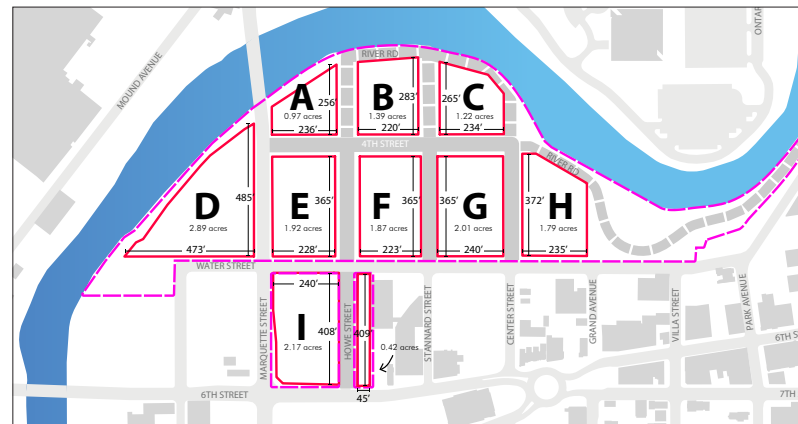 ONTAR
RIVER RD
MOUND AVENUE
A
0.97 acres
256'
236'
B
1.39 acres
283'
220'
C
1.22 acres
265'
234'
4TH STREET
RIVER RD
D
2.89 acres
485'
473'
E
1.92 acres
365'
228'
F
1.87 acres
365'
223'
G
2.01 acres
365'
240'
H
1.79 acres
372'
235'
WATER STREET
I
2.17 acres
240'
408'
409'
0.42 acres
45'
MARQUETTE STREET
HOWE STREET
STANNARD STREET
CENTER STREET
GRAND AVENUE
VILLA STREET
PARK AVENUE
6TH S
6TH STREET
7TH